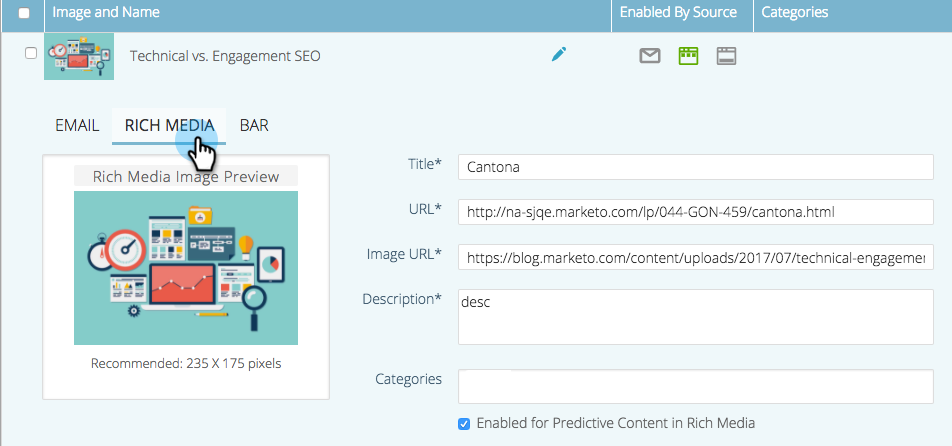 Image and Name Enabled By Source Categories
Technical vs. Engagement SEO
EMAIL RICH MEDIA BAR
Rich Media Image Preview
Recommended: 235 X 175 pixels
Title* Cantona
URL* http://na-sjqe.marketo.com/lp/044-GON-459/cantona.html
Image URL* https://blog.marketo.com/content/uploads/2017/07/technical-engagemer
Description* desc
Categories
Enabled for Predictive Content in Rich Media